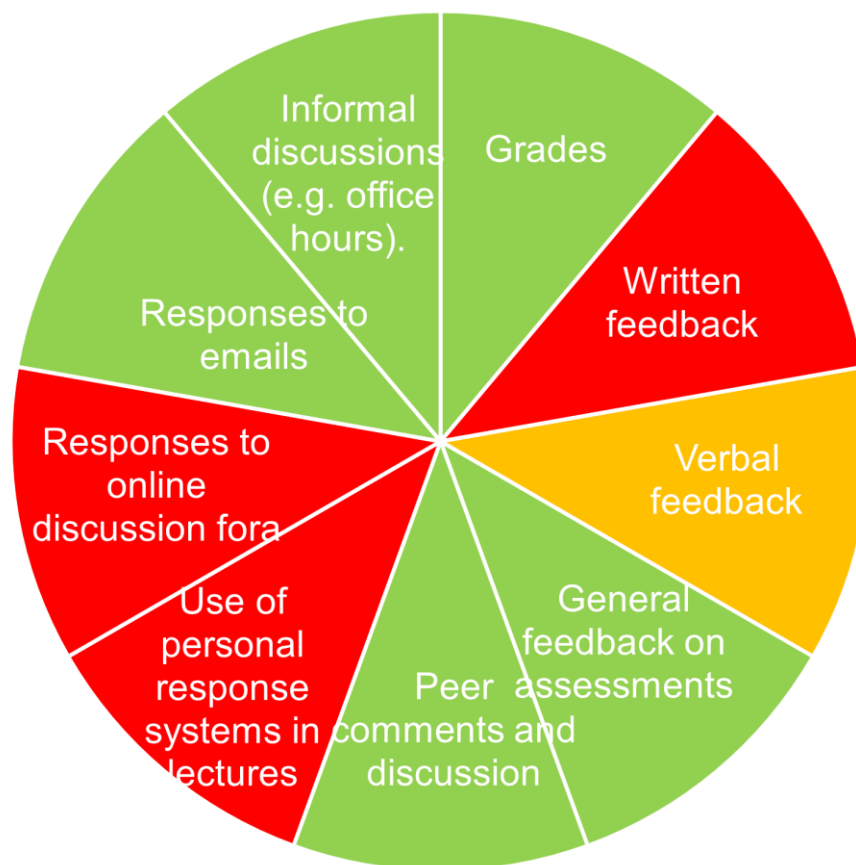 Grades
Written
feedback
Verbal
feedback
General
feedback on
assessments
Peer
comments and
discussion
Use of
personal
response
systems in
lectures
Responses to
online
discussion fora
Responses to
emails
Informal
discussions
(e.g. office
hours).